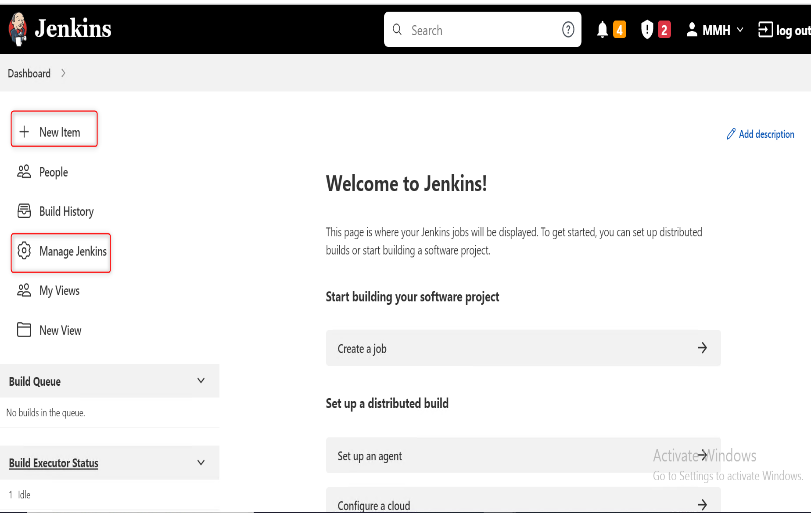 Jenkins
Search
4
2
MMH
log out
Dashboard
New Item
Add description
People
Welcome to Jenkins!
Build History
This page is where your Jenkins jobs will be displayed. To get started, you can set up distributed
builds or start building a software project.
Manage Jenkins
My Views
Start building your software project
New View
Create a job
Build Queue
No builds in the queue.
Set up a distributed build
Build Executor Status
Set up an agent
1 Idle
Configure a cloud
Activate Windows
Go to Settings to activate Windows.